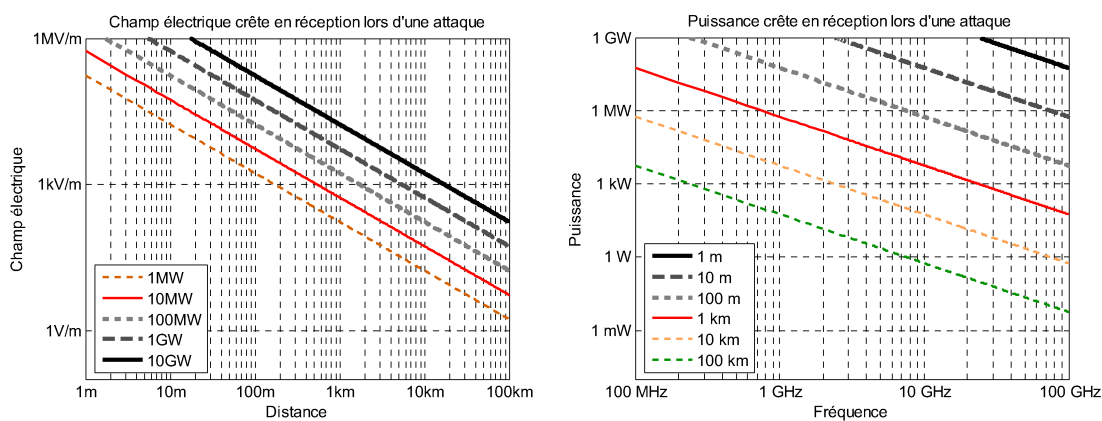 Champ électrique crête en réception lors d'une attaque
1MV/m
1kV/m
1V/m
Champ électrique
1MW
10MW
100MW
1GW
10GW
1m
10m
100m
1km
10km
100km
Distance
Puissance crête en réception lors d'une attaque
1 GW
1 MW
1 kW
1 W
1 mW
Puissance
1 m
10 m
100 m
1 km
10 km
100 km
100 MHz
1 GHz
10 GHz
100 GHz
Fréquence